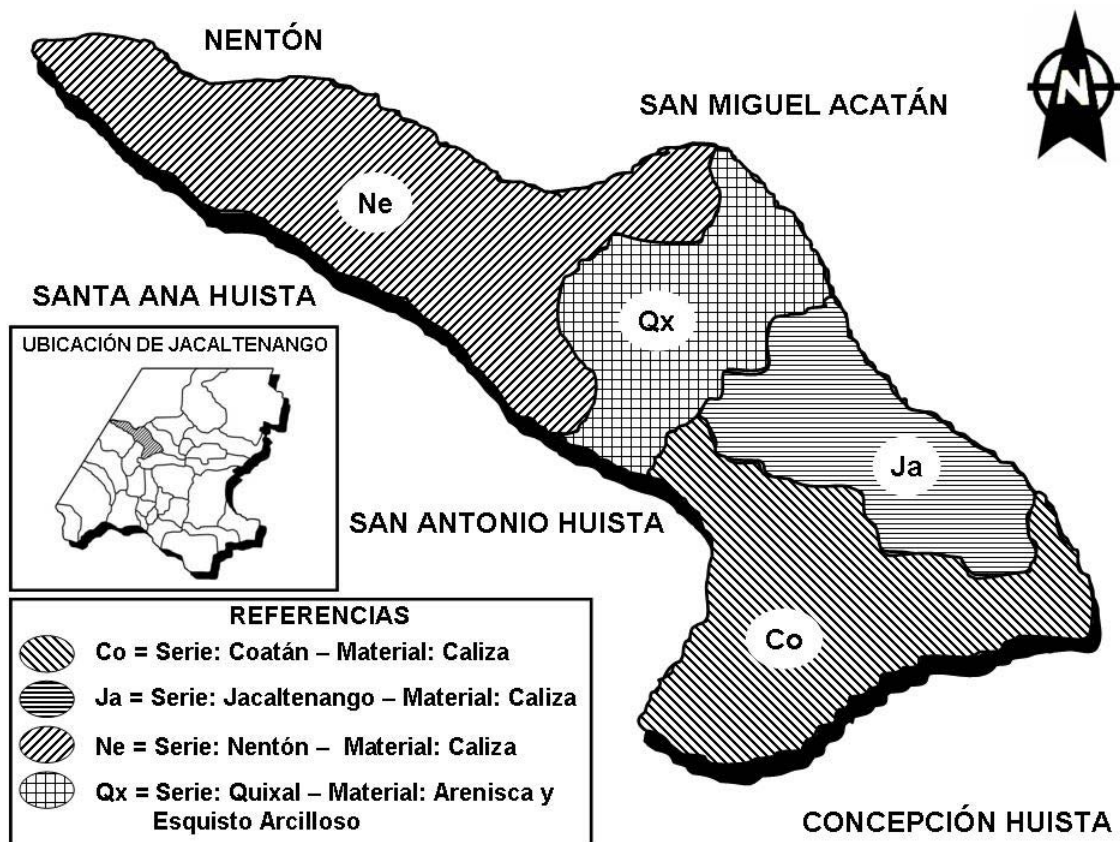 NENTÓN
N
SAN MIGUEL ACATÁN
Ne
SANTA ANA HUISTA
Qx
UBICACIÓN DE JACALTENANGO
Ja
SAN ANTONIO HUISTA
Co
REFERENCIAS
Co = Serie: Coatán – Material: Caliza
Ja = Serie: Jacaltenango – Material: Caliza
Ne = Serie: Nentón – Material: Caliza
Qx = Serie: Quixal – Material: Arenisca y
Esquisto Arcilloso
CONCEPCIÓN HUISTA